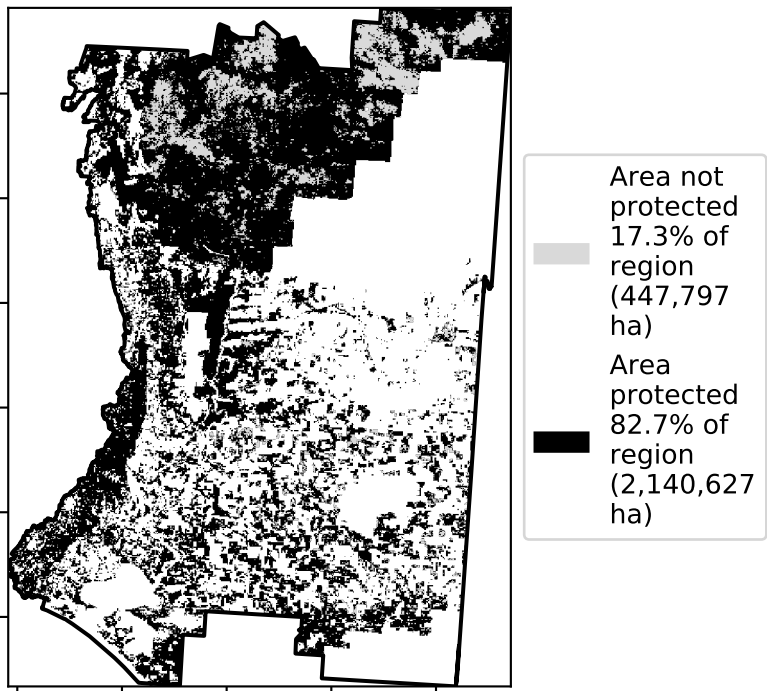 Area not
protected
17.3% of
region
(447,797
ha)
Area
protected
82.7% of
region
(2,140,627
ha)